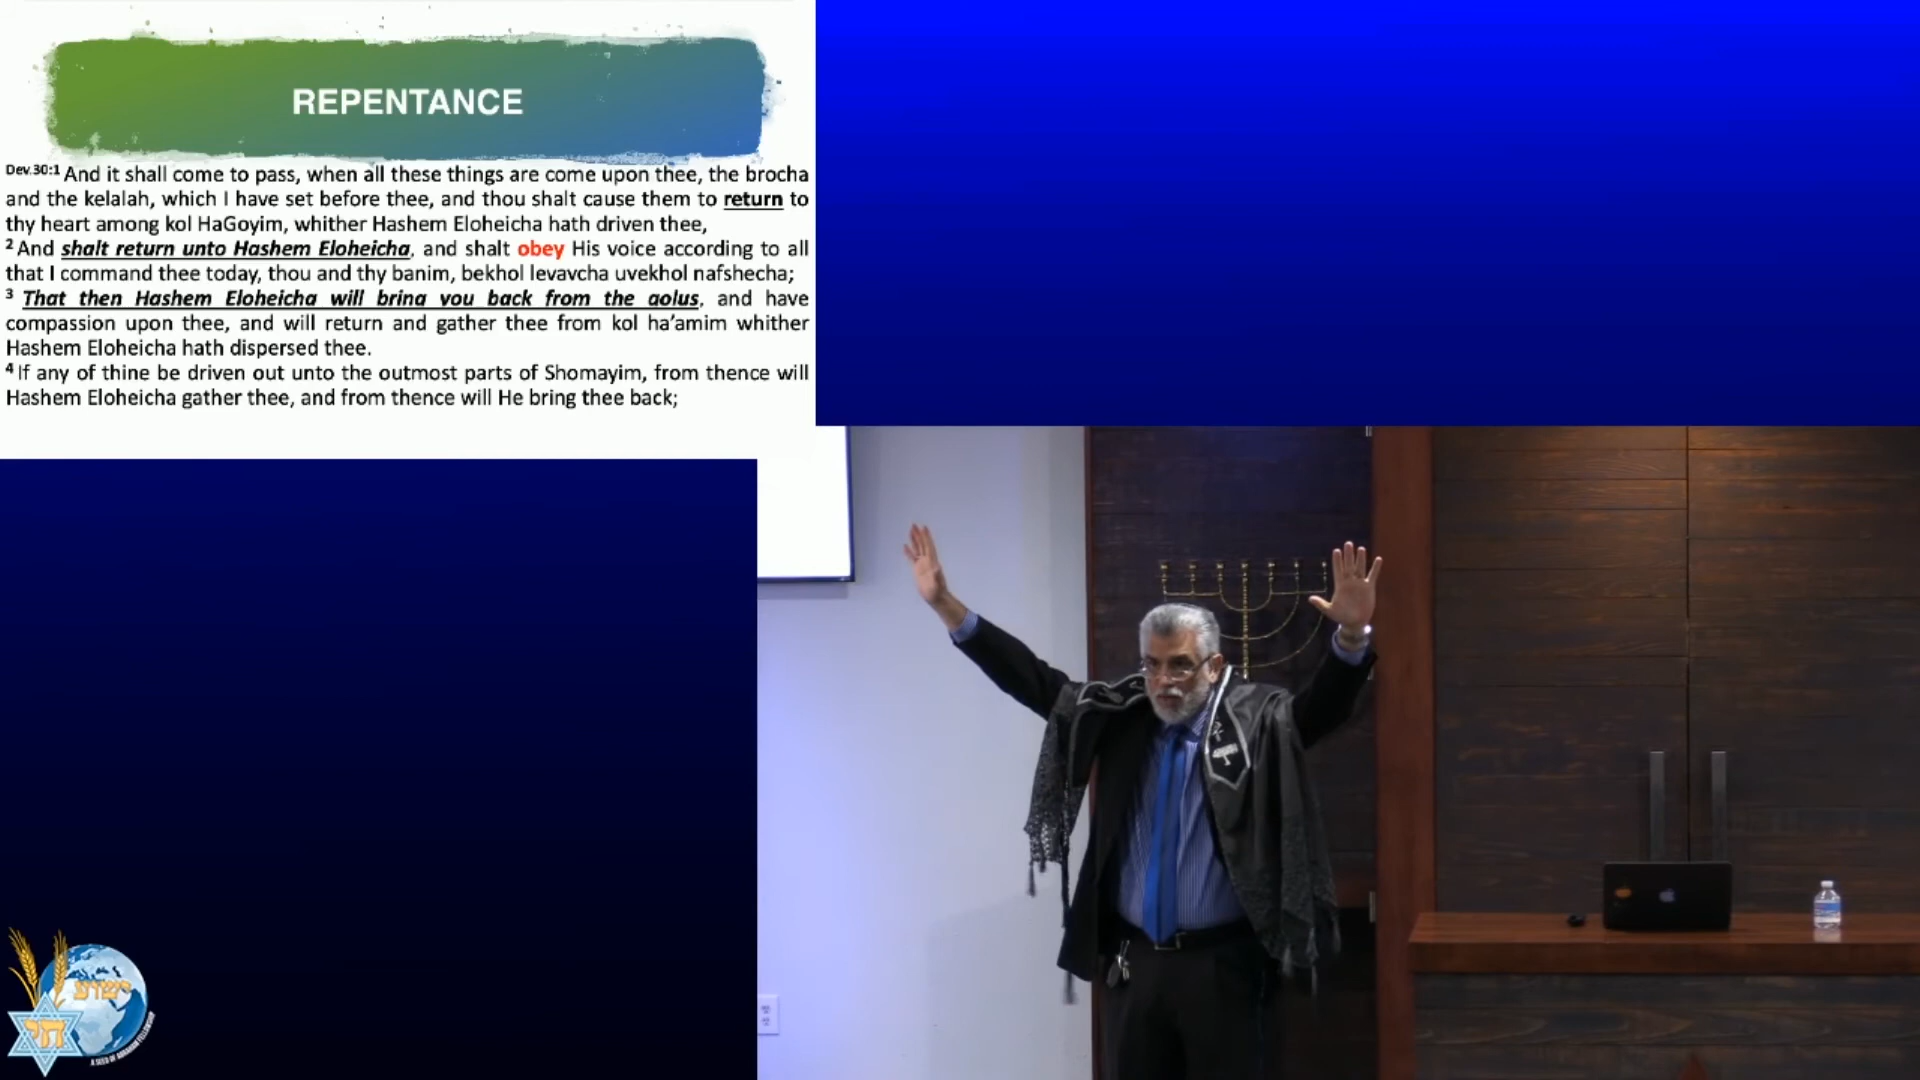 REPENTANCE
Dev.30:1 And it shall come to pass, when all these things are come upon thee, the brocha
and the kelalah, which I have set before thee, and thou shalt cause them to return to
thy heart among kol HaGoyim, whither Hashem Eloheicha hath driven thee,
2 And shalt return unto Hashem Eloheicha, and shalt obey His voice according to all
that I command thee today, thou and thy banim, bekhol levavcha uvekhol nafshecha;
3 That then Hashem Eloheicha will bring you back from the golus, and have
compassion upon thee, and will return and gather thee from kol ha'amim whither
Hashem Eloheicha hath dispersed thee.
4 If any of thine be driven out unto the outmost parts of Shomayim, from thence will
Hashem Eloheicha gather thee, and from thence will He bring thee back;
ישוע
חי
A SEED OF ABRAHAM FELLOWSHIP